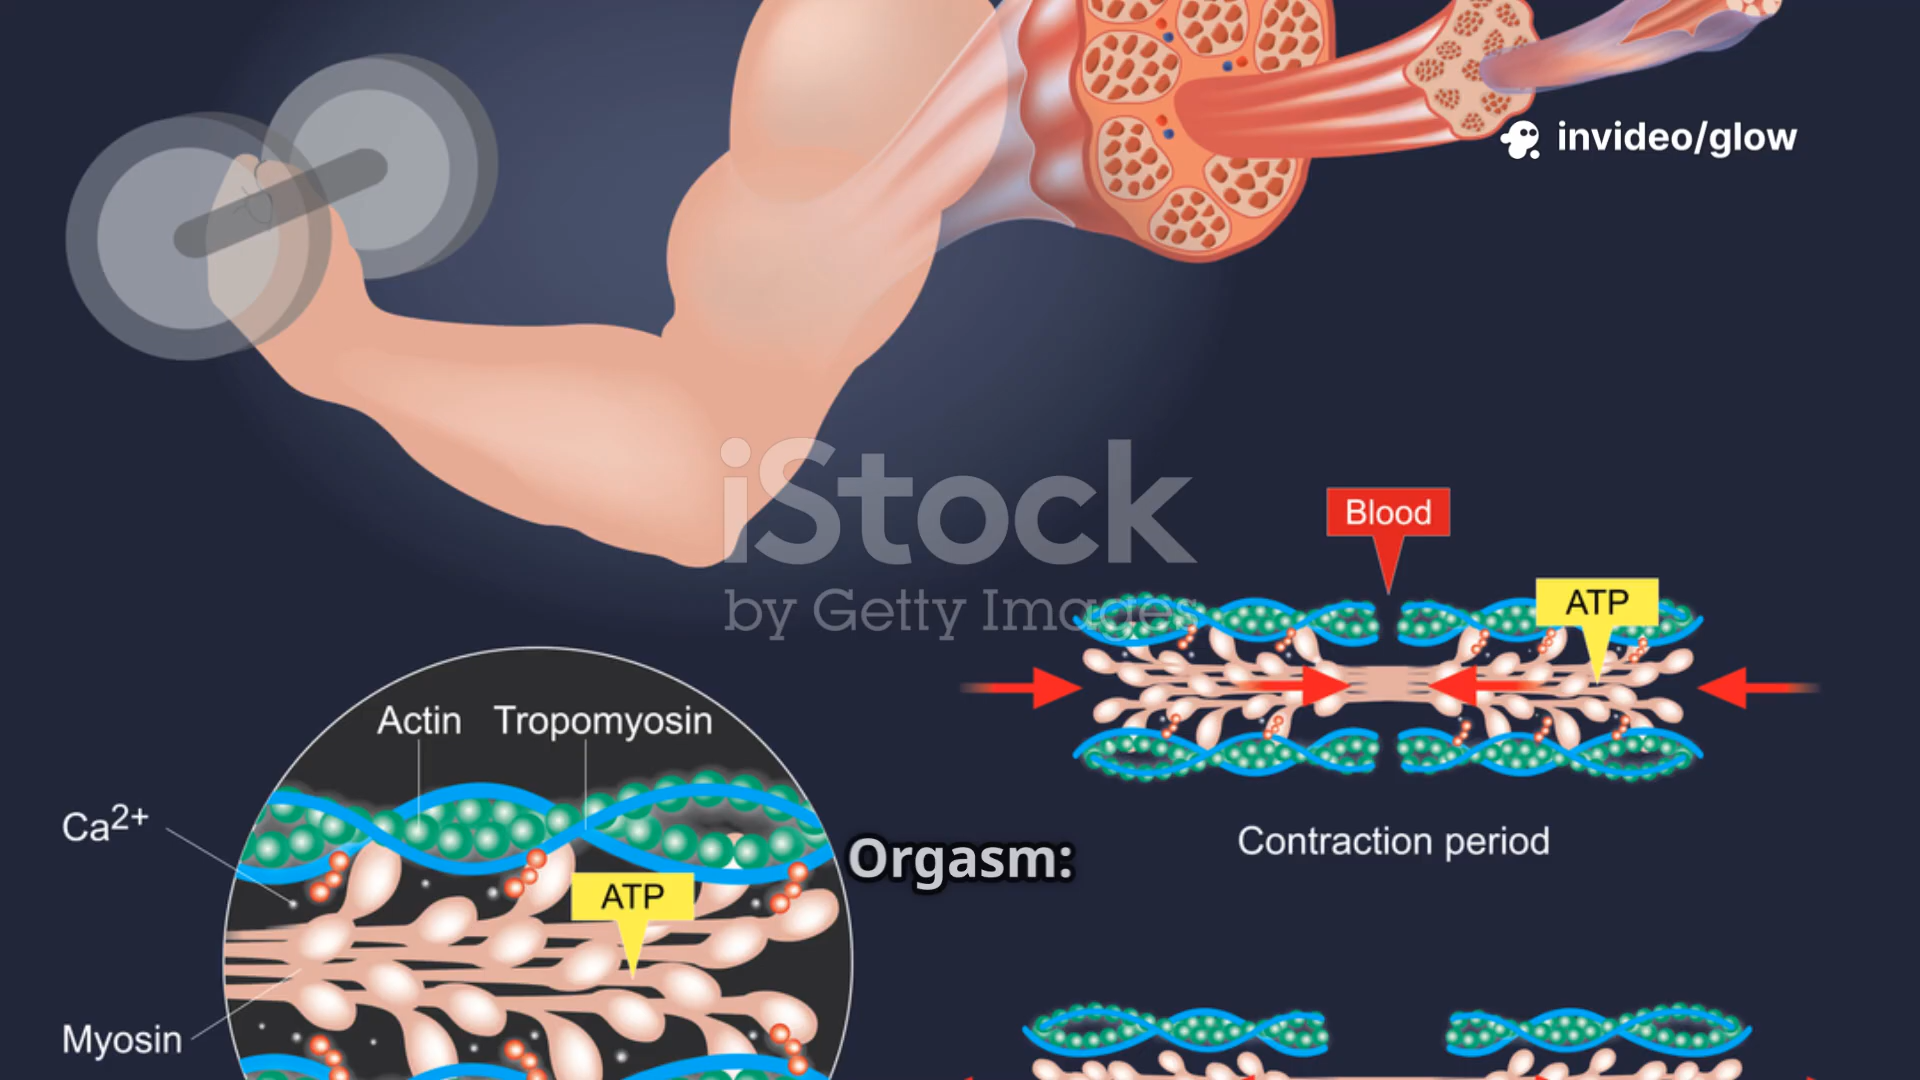 invideo/glow
iStock
by Getty Images
Blood
ATP
Actin Tropomyosin
Ca2+
Orgasm:
Contraction period
ATP
Myosin